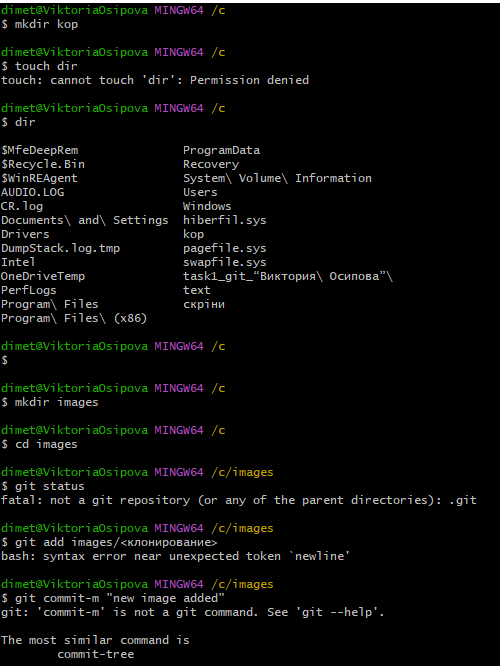 dimet@ViktoriaOsipova MINGW64 /c
$ mkdir kop
dimet@ViktoriaOsipova MINGW64 /c
$ touch dir
touch: cannot touch 'dir': Permission denied
dimet@ViktoriaOsipova MINGW64 /c
$ dir
$MfeDeepRem ProgramData
$Recycle.Bin Recovery
$WinREAgent System\ Volume\ Information
AUDIO.LOG Users
CR.log Windows
Documents\ and\ Settings hiberfil.sys
Drivers kop
DumpStack.log.tmp pagefile.sys
Intel swapfile.sys
OneDriveTemp task1_git_“Виктория\ Осипова”\
PerfLogs text
Program\ Files скріни
Program\ Files\ (x86)
dimet@ViktoriaOsipova MINGW64 /c
$
dimet@ViktoriaOsipova MINGW64 /c
$ mkdir images
dimet@ViktoriaOsipova MINGW64 /c
$ cd images
dimet@ViktoriaOsipova MINGW64 /c/images
$ git status
fatal: not a git repository (or any of the parent directories): .git
dimet@ViktoriaOsipova MINGW64 /c/images
$ git add images/<клонирование>
bash: syntax error near unexpected token `newline'
dimet@ViktoriaOsipova MINGW64 /c/images
$ git commit-m "new image added"
git: 'commit-m' is not a git command. See 'git --help'.
The most similar command is
commit-tree